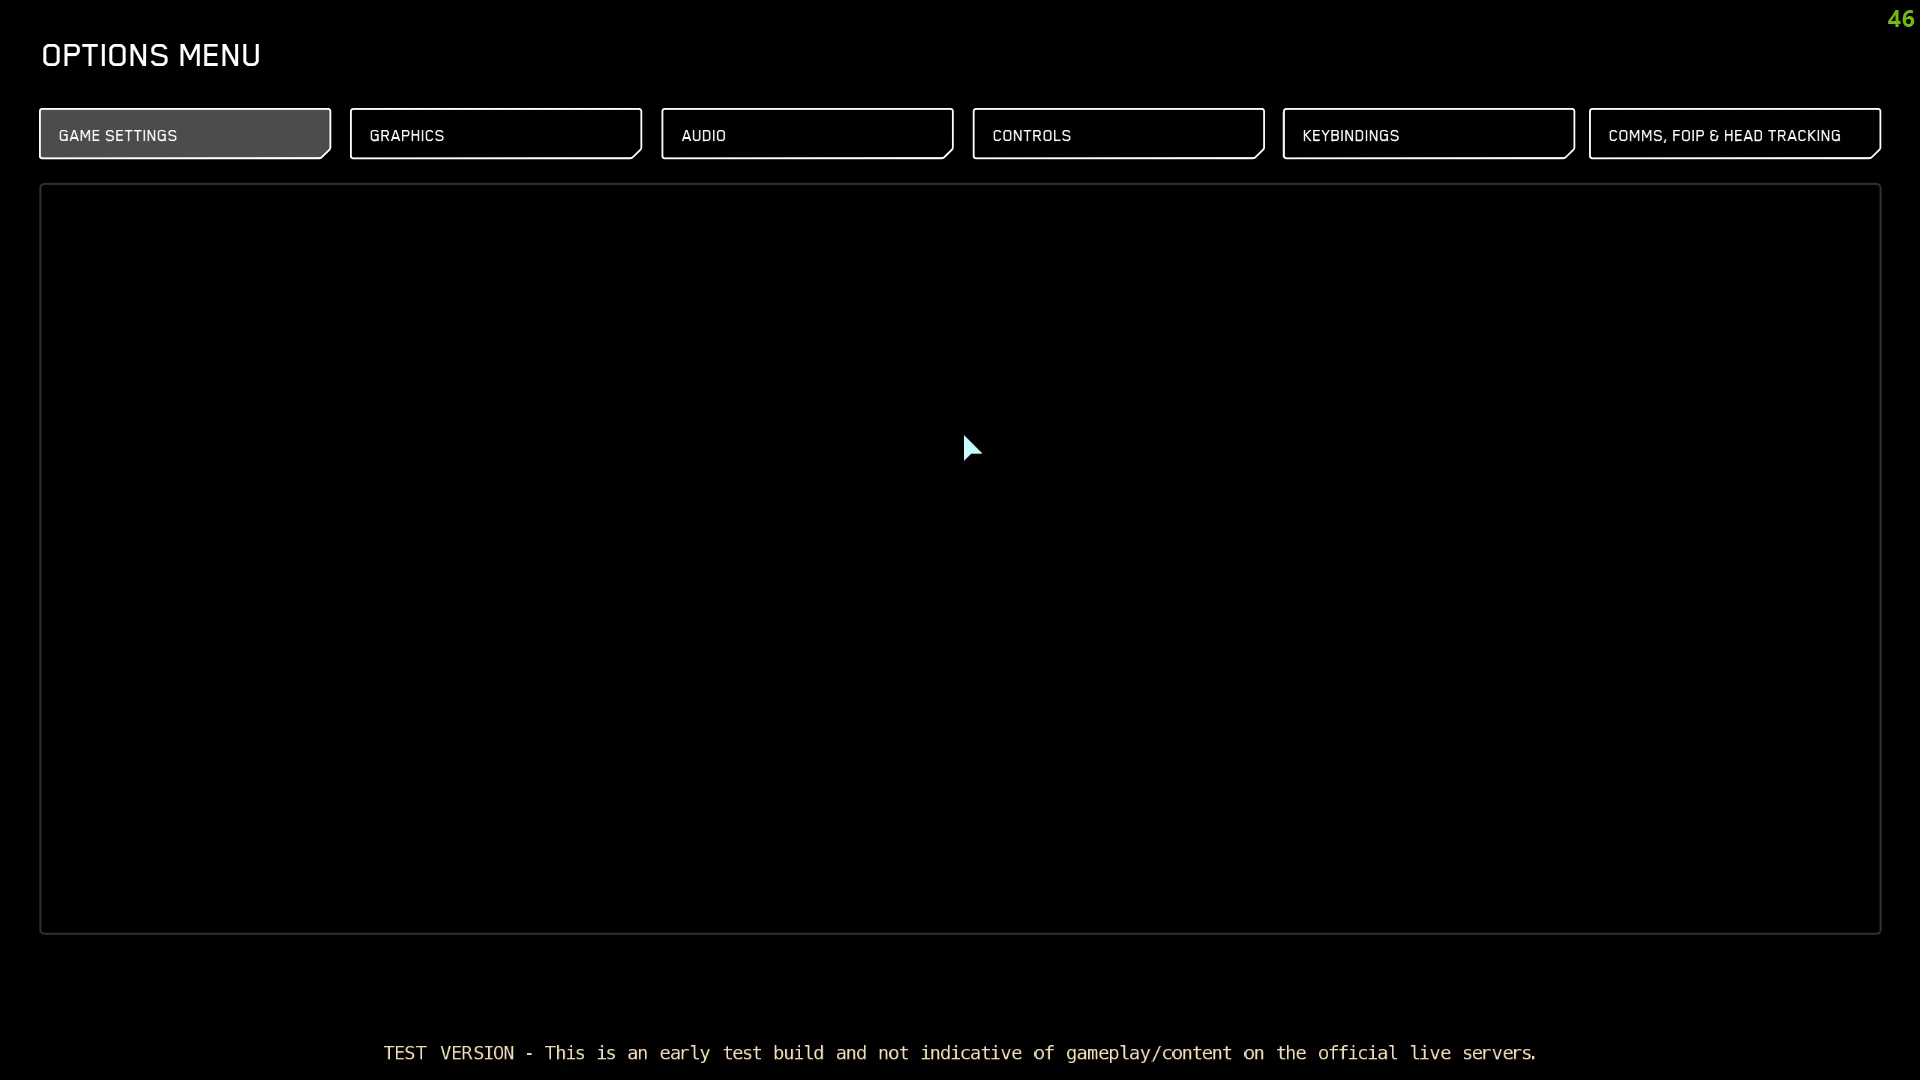 46
OPTIONS MENU
GAME SETTINGS
GRAPHICS
AUDIO
CONTROLS
KEYBINDINGS
COMMS, FOIP & HEAD TRACKING
TEST VERSION - This is an early test build and not indicative of gameplay/content on the official live servers.